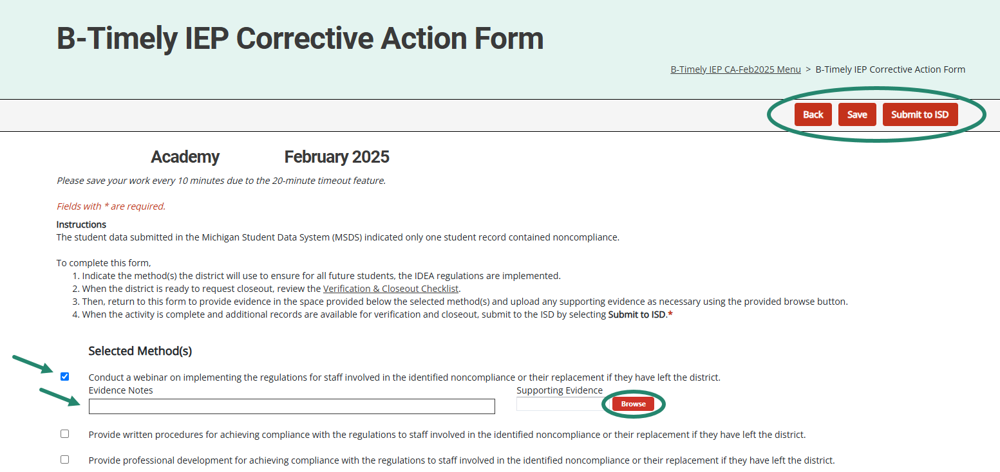 B-Timely IEP Corrective Action Form
B-Timely IEP CA-Feb2025 Menu > B-Timely IEP Corrective Action Form
Back Save Submit to ISD
Academy February 2025
Please save your work every 10 minutes due to the 20-minute timeout feature.
Fields with * are required.
Instructions
The student data submitted in the Michigan Student Data System (MSDS) indicated only one student record contained noncompliance.
To complete this form,
1. Indicate the method(s) the district will use to ensure for all future students, the IDEA regulations are implemented.
2. When the district is ready to request closeout, review the Verification & Closeout Checklist.
3. Then, return to this form to provide evidence in the space provided below the selected method(s) and upload any supporting evidence as necessary using the provided browse button.
4. When the activity is complete and additional records are available for verification and closeout, submit to the ISD by selecting Submit to ISD.*
Selected Method(s)
Conduct a webinar on implementing the regulations for staff involved in the identified noncompliance or their replacement if they have left the district.
Evidence Notes Supporting Evidence
Browse
Provide written procedures for achieving compliance with the regulations to staff involved in the identified noncompliance or their replacement if they have left the district.
Provide professional development for achieving compliance with the regulations to staff involved in the identified noncompliance or their replacement if they have left the district.